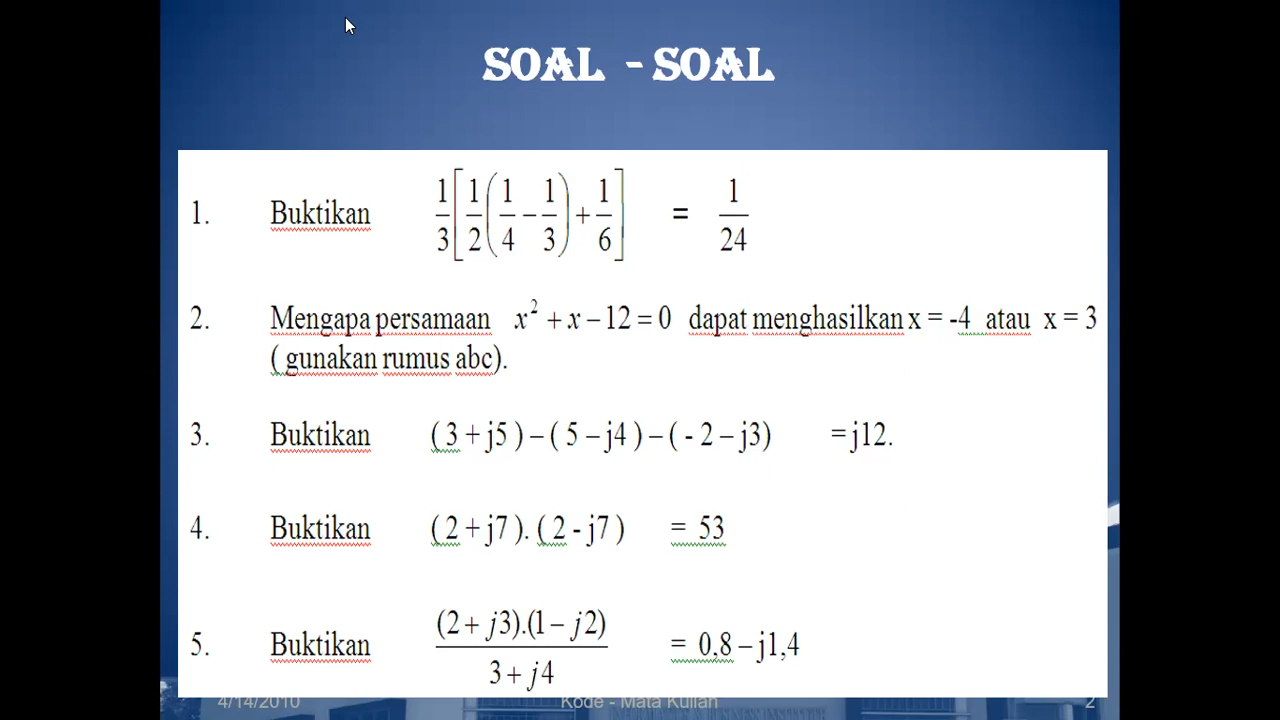 SOAL - SOAL
1. Buktikan 1/3[1/2(1/4 − 1/3) + 1/6] = 1/24
2. Mengapa persamaan x² + x − 12 = 0 dapat menghasilkan x = -4 atau x = 3
( gunakan rumus abc).
3. Buktikan ( 3 + j5 ) – ( 5 – j4 ) – ( - 2 – j3) = j12.
4. Buktikan ( 2 + j7 ). ( 2 - j7 ) = 53
5. Buktikan (2 + j3).(1 − j2) / 3 + j4 = 0,8 – j1,4
4/14/2010 Kode - Mata Kuliah 2